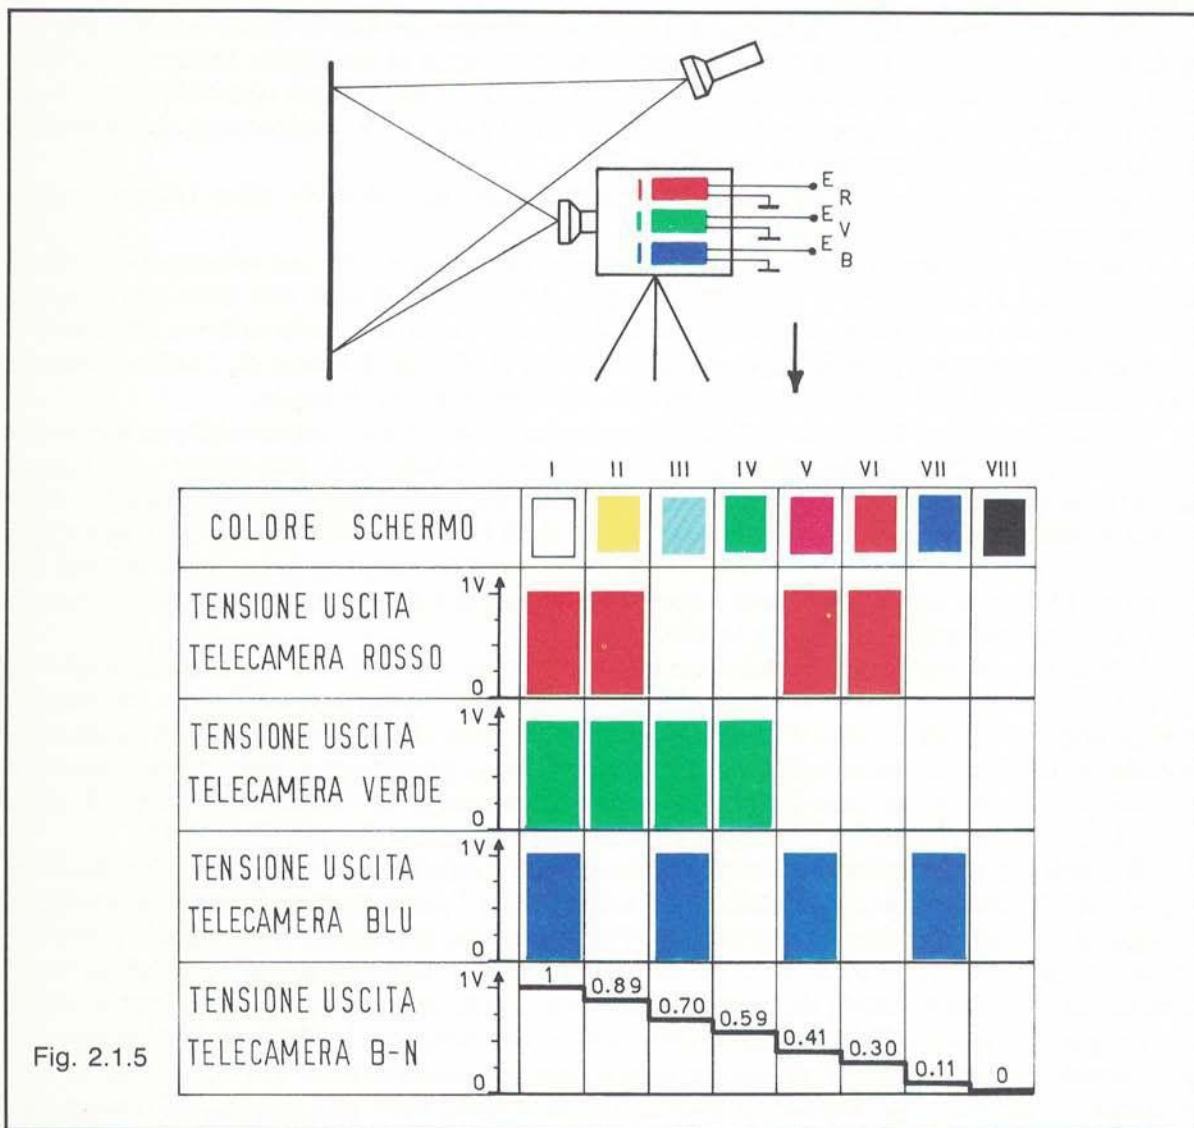 E R
E V
E B
I II III IV V VI VII VIII
COLORE SCHERMO
1V
TENSIONE USCITA
TELECAMERA ROSSO
0
1V
TENSIONE USCITA
TELECAMERA VERDE
0
1V
TENSIONE USCITA
TELECAMERA BLU
0
1V 1 0.89 0.70 0.59 0.41 0.30 0.11 0
TENSIONE USCITA
TELECAMERA B-N
0
Fig. 2.1.5